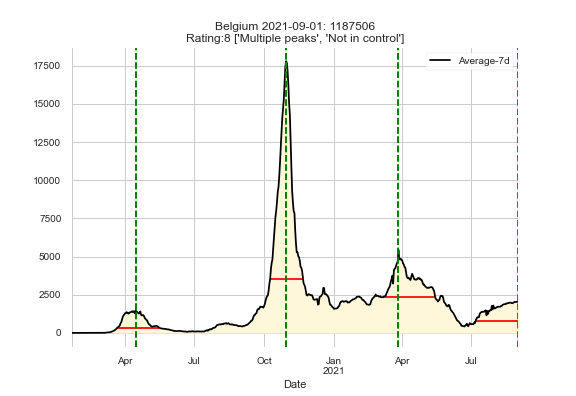 Belgium 2021-09-01: 1187506
Rating:8 ['Multiple peaks', 'Not in control']
Average-7d
17500
15000
12500
10000
7500
5000
2500
0
Apr Jul Oct Jan Apr Jul
2021
Date